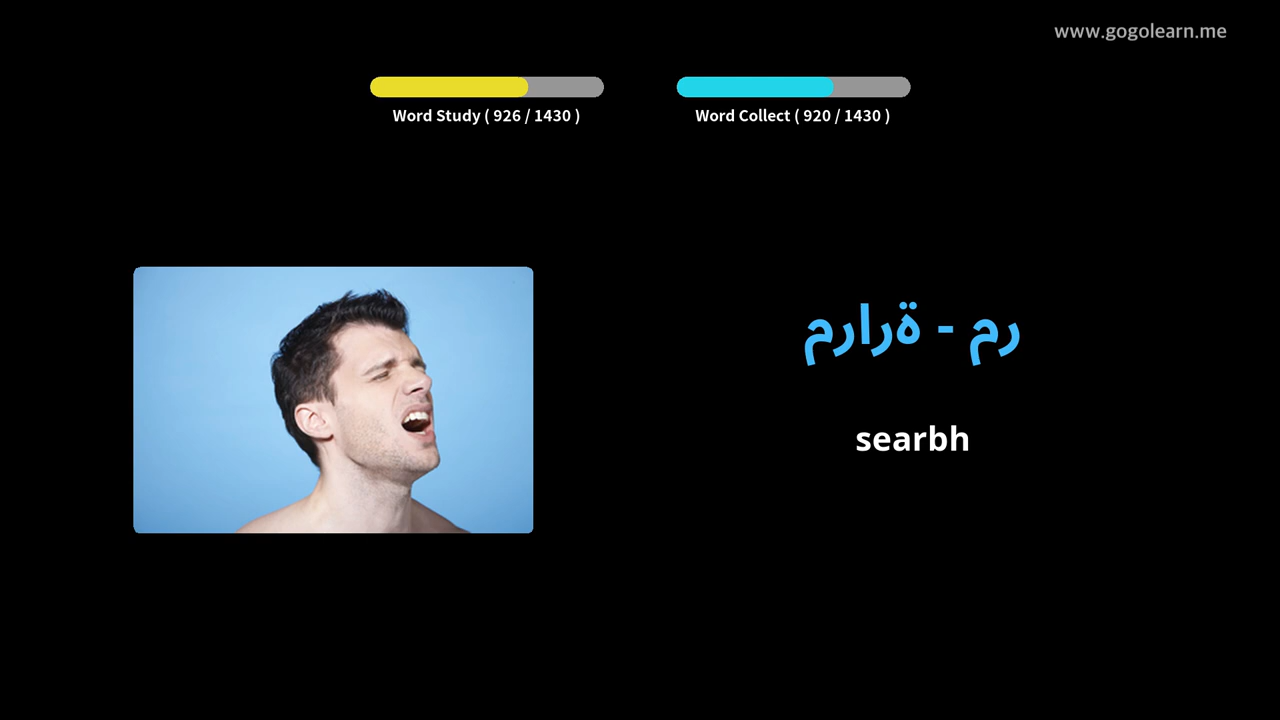 www.gogolearn.me
Word Study ( 926 / 1430 )
Word Collect ( 920 / 1430 )
مرارة - مر
searbh